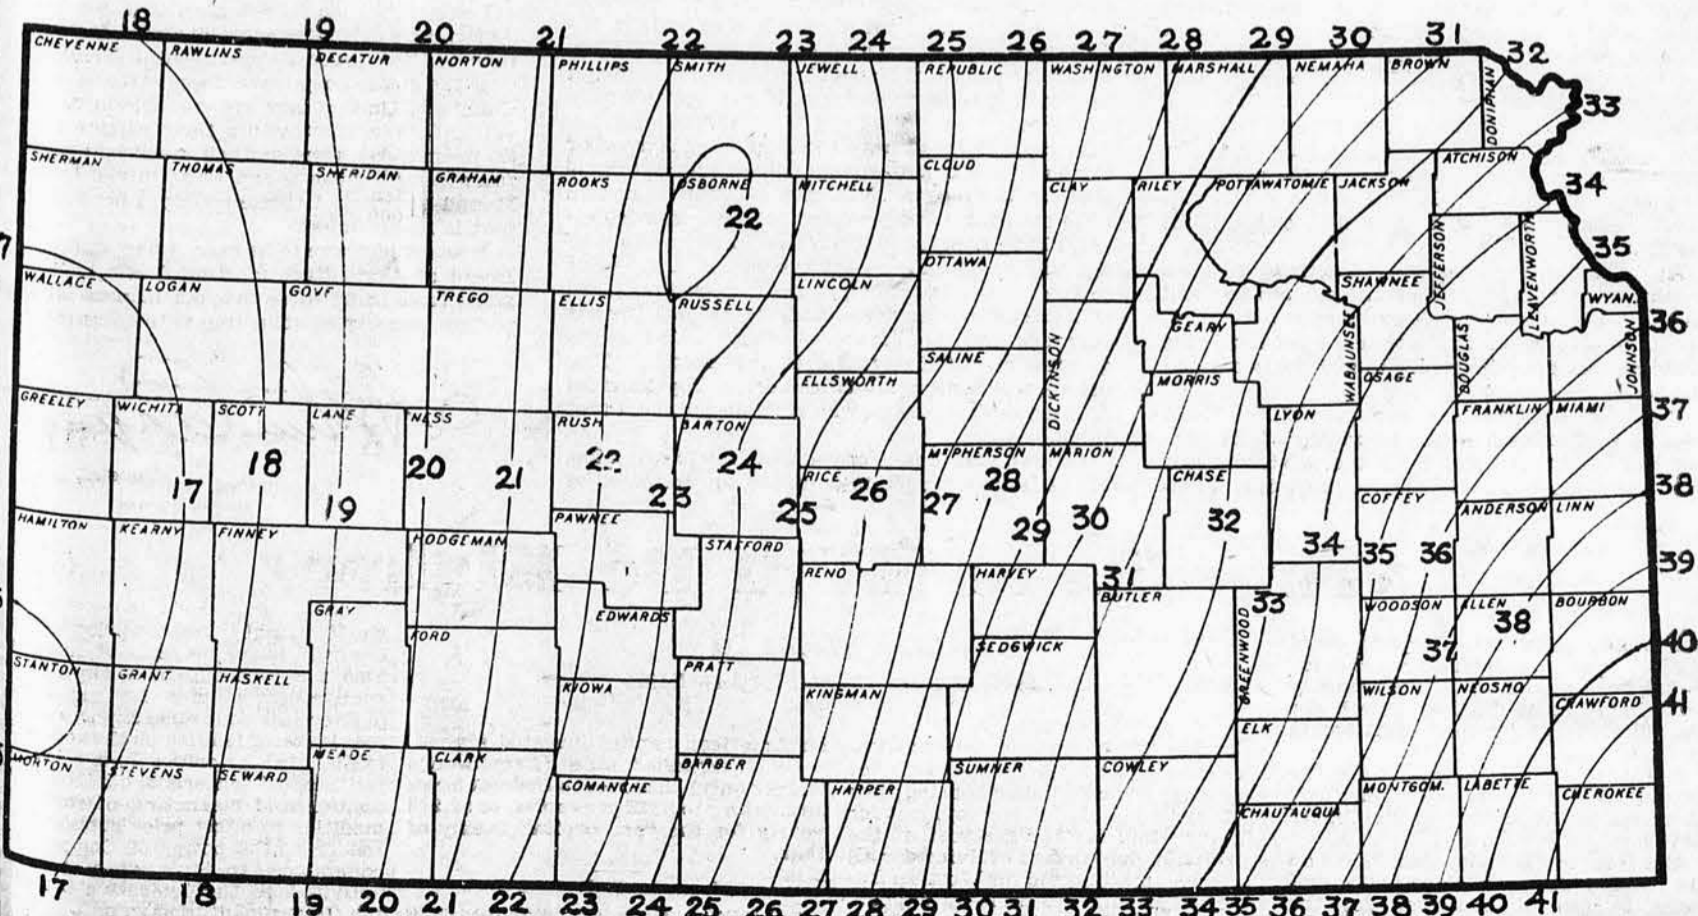 18 19 20 21 22 23 24 25 26 27 28 29 30 31 32
CHEYENNE RAWLINS DECATUR NORTON PHILLIPS SMITH JEWELL REPUBLIC WASHINGTON MARSHALL NEMAHA BROWN DONIPHAN
33
SHERMAN THOMAS SHERIDAN GRAHAM ROOKS OSBORNE MITCHELL CLOUD CLAY RILEY POTTAWATOMIE JACKSON ATCHISON
34
22
7
JEFFERSON LEAVENWORTH
35
WALLACE LOGAN GOVE TREGO ELLIS RUSSELL LINCOLN OTTAWA SHAWNEE WYAN.
GEARY
36
SALINE DICKINSON WABAUNSEE DOUGLAS JOHNSON
ELLSWORTH MORRIS OSAGE
GREELEY WICHITA SCOTT LANE NESS RUSH BARTON LYON FRANKLIN MIAMI
37
McPHERSON MARION
18 20 21 22 24 RICE 28 CHASE
17 19 23 25 26 27 COFFEY
38
HAMILTON KEARNY FINNEY HODGEMAN PAWNEE STAFFORD 29 30 32 ANDERSON LINN
34 35 36
39
RENO HARVEY 31 BUTLER 33
GRAY EDWARDS GREENWOOD WOODSON ALLEN BOURBON
FORD 38
SEDGWICK 37
40
STANTON GRANT HASKELL PRATT
KIOWA KINGMAN WILSON NEOSHO CRAWFORD
41
ELK
MORTON STEVENS SEWARD MEADE CLARK COMANCHE BARBER HARPER SUMNER COWLEY MONTGOM. LABETTE CHEROKEE
CHAUTAUQUA
17 18 19 20 21 22 23 24 25 26 27 28 29 30 31 32 33 34 35 36 37 38 39 40 41